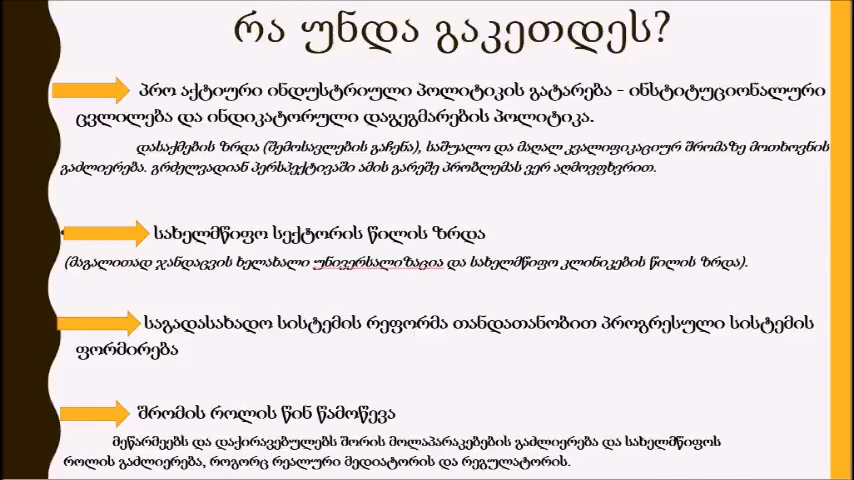 რა უნდა გაკეთდეს?
პრო აქტიური ინდუსტრიული პოლიტიკის გატარება - ინსტიტუციონალური
ცვლილება და ინდიკატორული დაგეგმარების პოლიტიკა.
დასაქმების ზრდა (შემოსავლების გაჩენა), საშუალო და მაღალ კვალიფიკაციურ შრომაზე მოთხოვნის
გაძლიერება. გრძელვადიან პერსპექტივაში ამის გარეშე პრობლემას ვერ აღმოვფხვრით.
სახელმწიფო სექტორის წილის ზრდა
(მაგალითად ჯანდაცვის ხელახალი უნივერსალიზაცია და სახელმწიფო კლინიკების წილის ზრდა).
საგადასახადო სისტემის რეფორმა თანდათანობით პროგრესული სისტემის
ფორმირება
შრომის როლის წინ წამოწევა
მეწარმეებს და დაქირავებულებს შორის მოლაპარაკებების გაძლიერება და სახელმწიფოს
როლის გაძლიერება, როგორც რეალური მედიატორის და რეგულატორის.